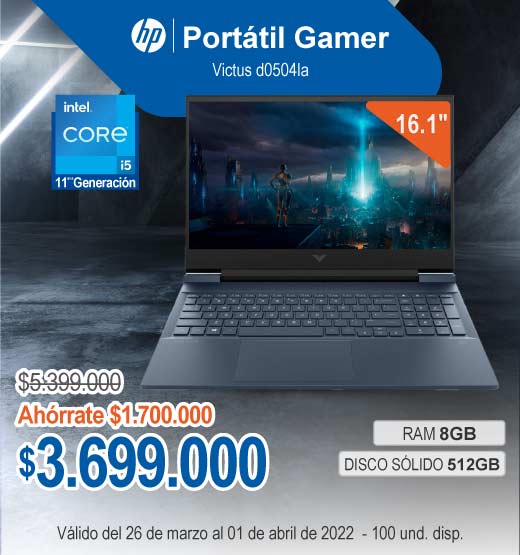 hp Portátil Gamer
Victus d0504la
intel.
CORE
i5
11va Generación
16.1"
$5.399.000
Ahórrate $1.700.000
$3.699.000
RAM 8GB
DISCO SÓLIDO 512GB
Válido del 26 de marzo al 01 de abril de 2022 - 100 und. disp.